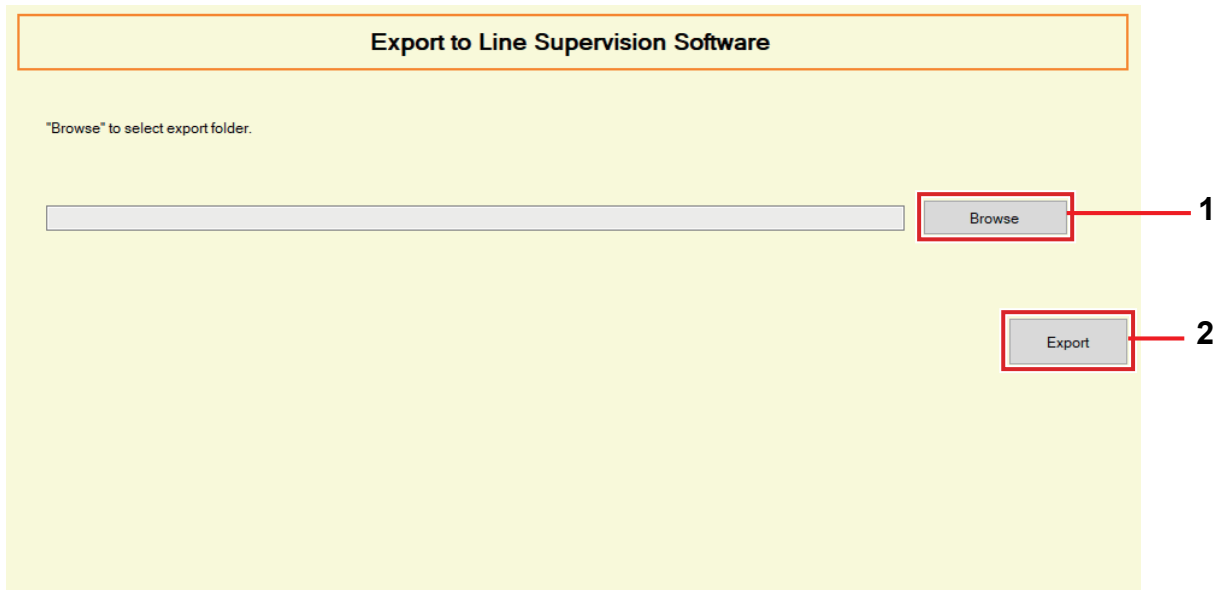 Export to Line Supervision Software
"Browse" to select export folder.
Browse
1
Export
2